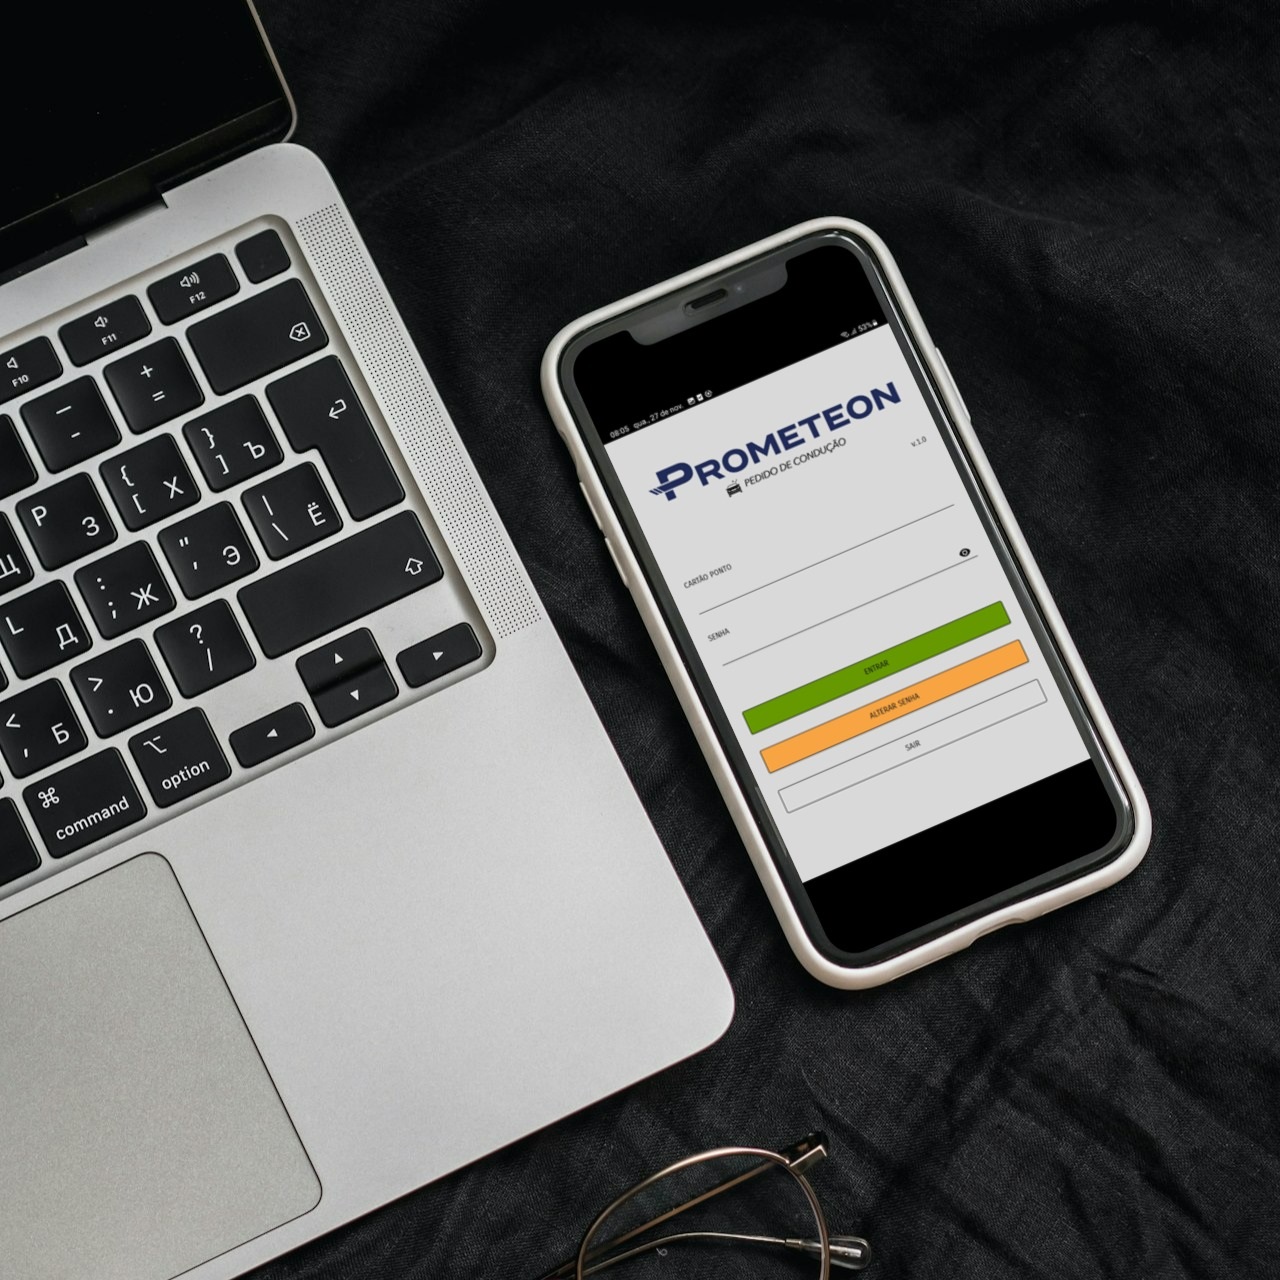 F10
F11
F12
+
=
—
-
{
[ Х
}
] Ъ
Р
З
Щ
:
; Ж
"
' Э
|
\ Ё
L
Д
?
/
>
. Ю
<
, Б
⌘
command
⌥
option
08:05 qua., 27 de nov.
53%
PROMETEON
PEDIDO DE CONDUÇÃO
v.1.0
CARTÃO PONTO
SENHA
ENTRAR
ALTERAR SENHA
SAIR